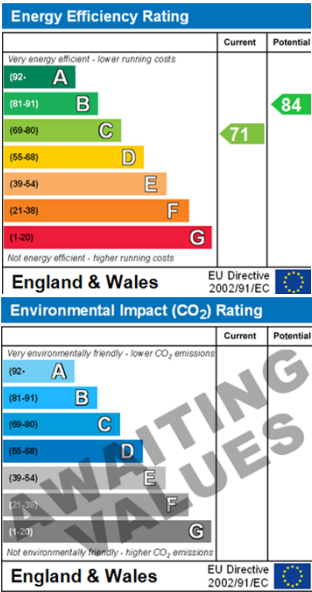 Energy Efficiency Rating
Current Potential
Very energy efficient - lower running costs
(92- A
(81-91) B 84
(69-80) C 71
(55-68) D
(39-54) E
(21-38) F
(1-20) G
Not energy efficient - higher running costs
England & Wales EU Directive 2002/91/EC
Environmental Impact (CO2) Rating
Current Potential
Very environmentally friendly - lower CO2 emissions
(92- A
(81-91) B
(69-80) C
(55-68) D
(39-54) E
(21-38) F
(1-20) G
Not environmentally friendly - higher CO2 emissions
AWAITING
VALUES
England & Wales EU Directive 2002/91/EC